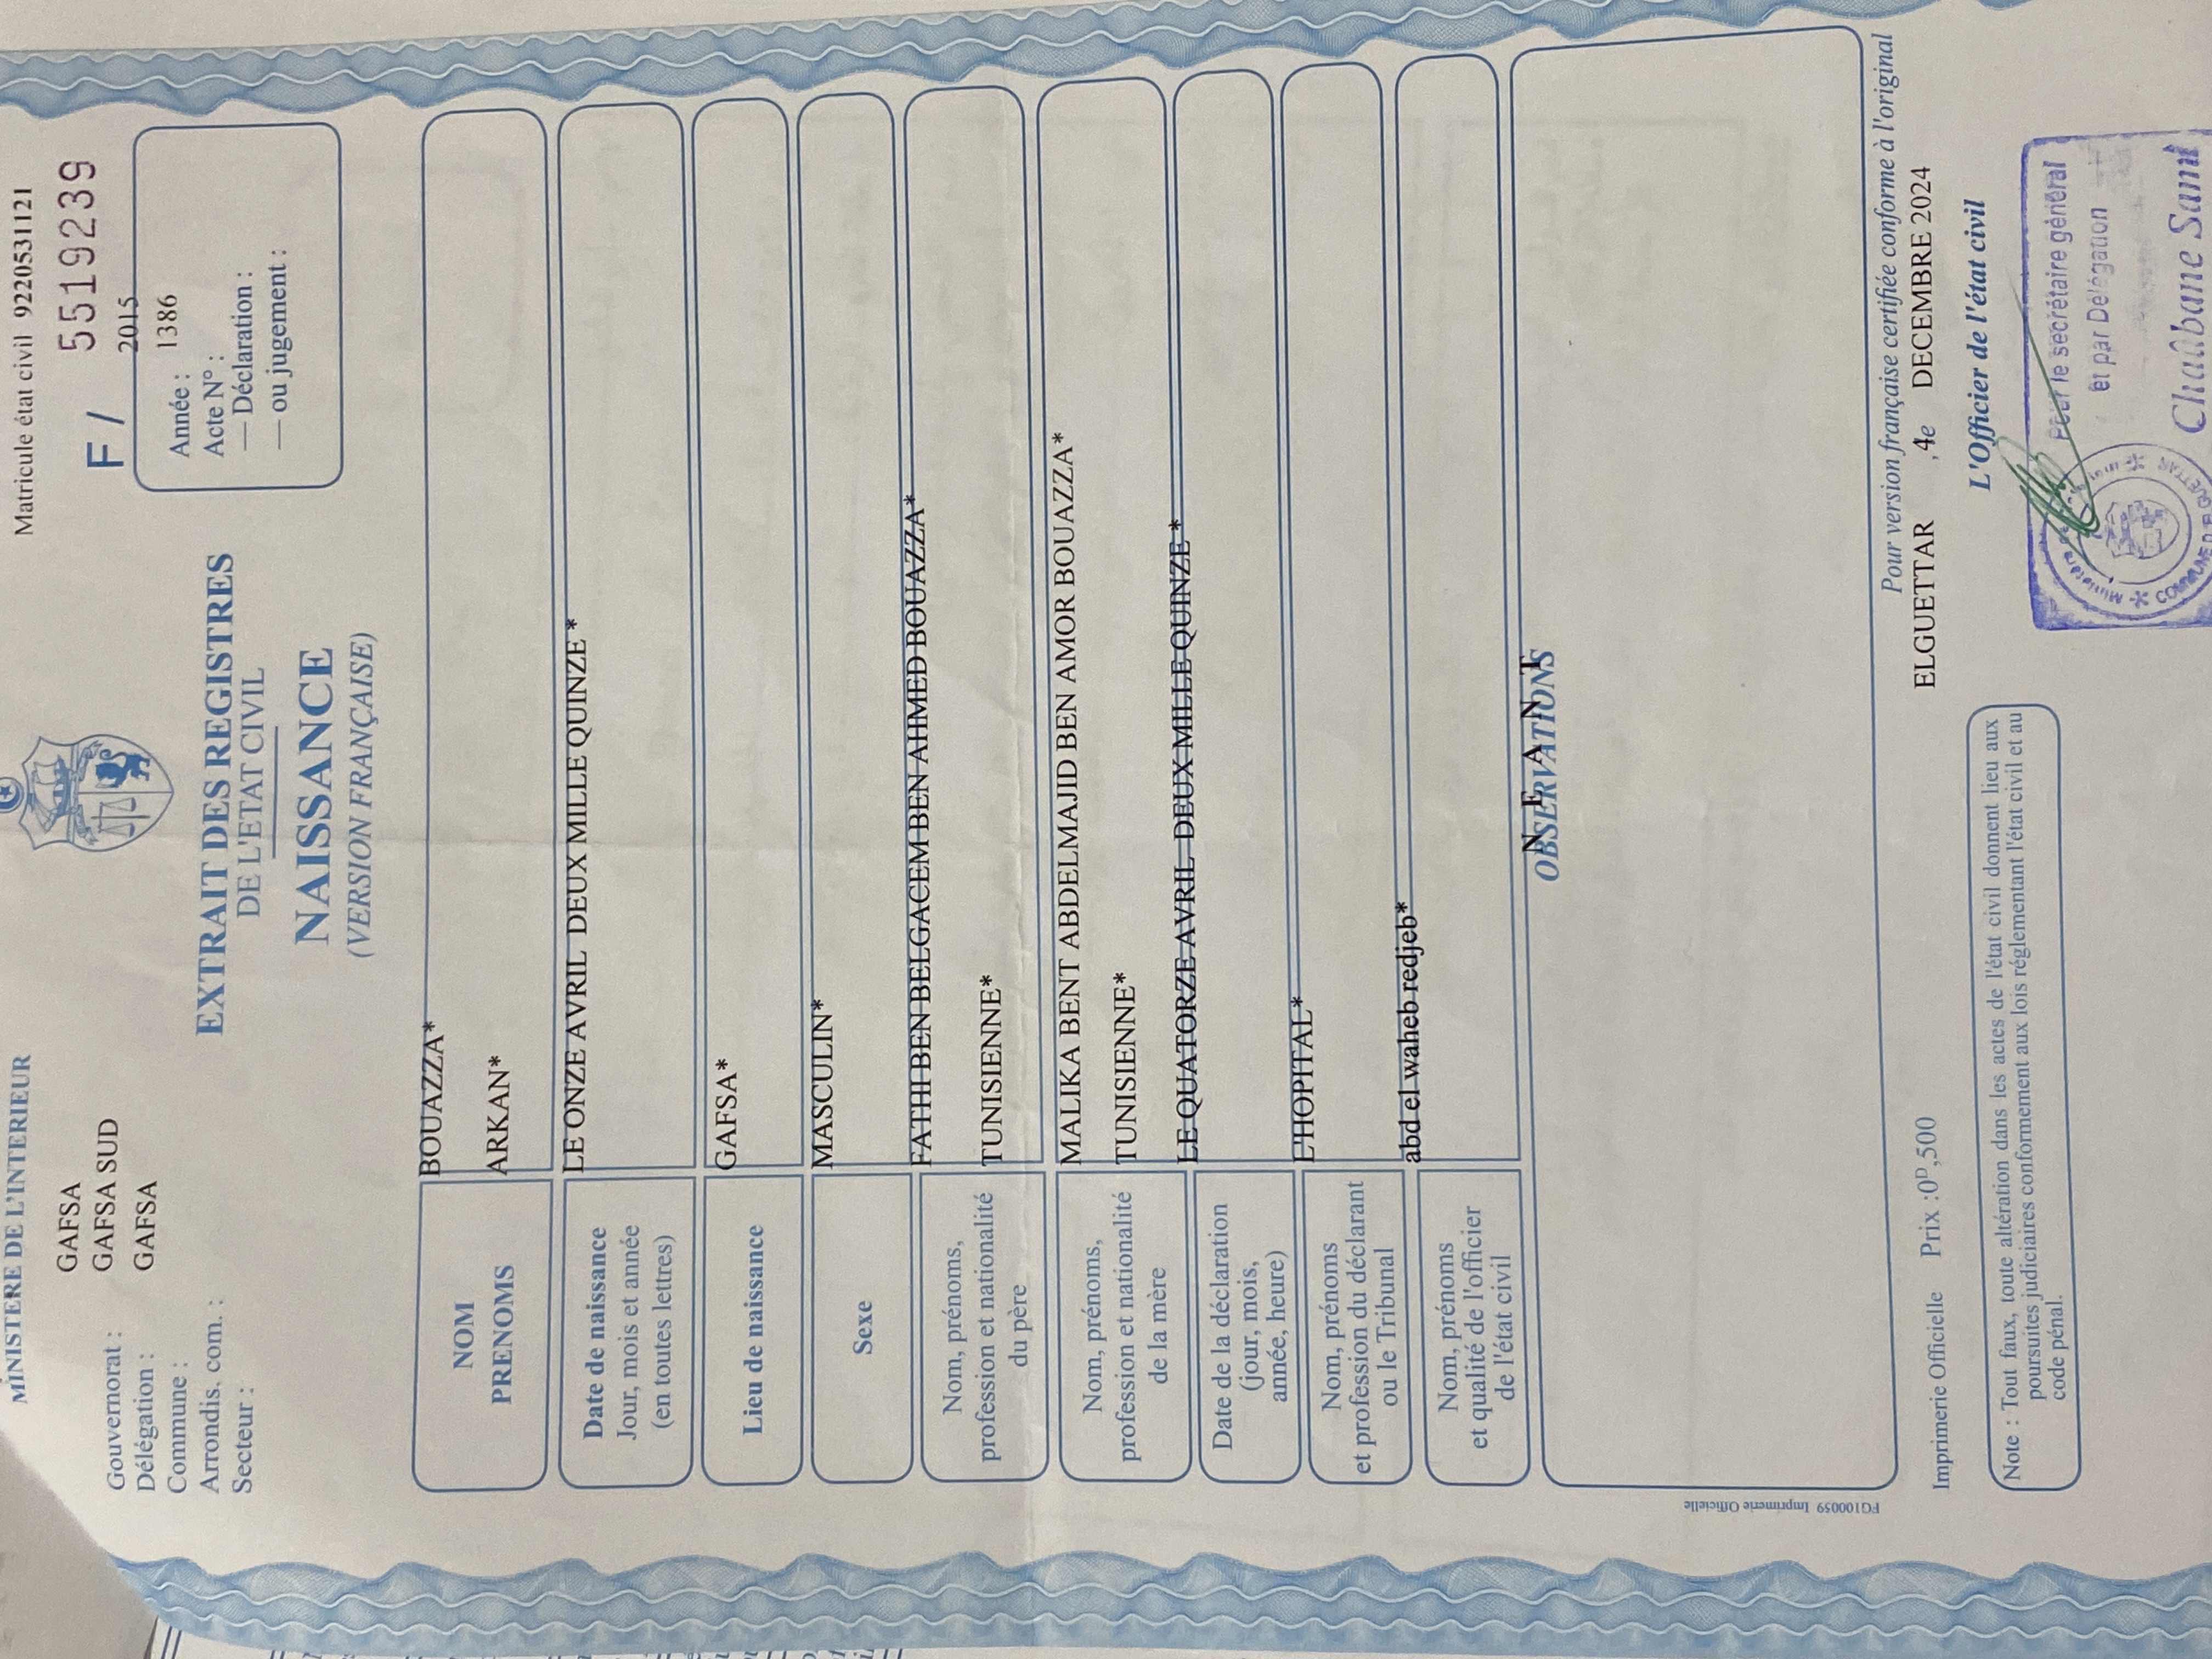 MINISTERE DE L'INTERIEUR
Matricule état civil 92205311121
F / 5519239
Gouvernorat : GAFSA
Délégation : GAFSA SUD
Commune : GAFSA
Arrondis. com. :
Secteur :
2015
Année : 1386
Acte N° :
— Déclaration :
— ou jugement :
EXTRAIT DES REGISTRES
DE L'ETAT CIVIL
NAISSANCE
(VERSION FRANÇAISE)
NOM BOUAZZA*
PRENOMS ARKAN*
Date de naissance LE ONZE AVRIL DEUX MILLE QUINZE *
Jour, mois et année
(en toutes lettres)
Lieu de naissance GAFSA*
Sexe MASCULIN*
Nom, prénoms, FATHI BEN BELGACEM BEN AHMED BOUAZZA*
profession et nationalité TUNISIENNE*
du père
Nom, prénoms, MALIKA BENT ABDELMAJID BEN AMOR BOUAZZA*
profession et nationalité TUNISIENNE*
de la mère
Date de la déclaration LE QUATORZE AVRIL DEUX MILLE QUINZE *
(jour, mois,
année, heure)
Nom, prénoms L'HOPITAL*
et profession du déclarant
ou le Tribunal
Nom, prénoms abd el waheb redjeb*
et qualité de l'officier
de l'état civil
N E A N T
OBSERVATIONS
FG100059 Imprimerie Officielle
Pour version française certifiée conforme à l'original
Imprimerie Officielle Prix :0ᴰ,500
ELGUETTAR ,4e DECEMBRE 2024
L'Officier de l'état civil
Note : Tout faux, toute altération dans les actes de l'état civil donnent lieu aux
poursuites judiciaires conformement aux lois réglementant l'état civil et au
code pénal.
Pour le secrétaire général
et par Délégation
Chaâbane Sami